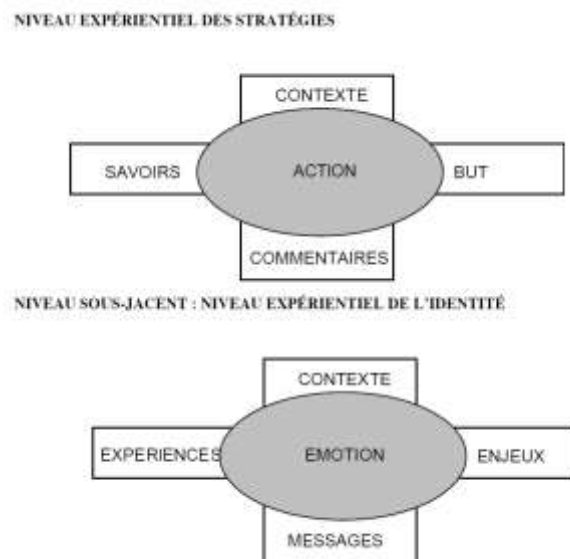 NIVEAU EXPÉRIENTIEL DES STRATÉGIES
CONTEXTE
SAVOIRS
ACTION
BUT
COMMENTAIRES
NIVEAU SOUS-JACENT : NIVEAU EXPÉRIENTIEL DE L'IDENTITÉ
CONTEXTE
EXPERIENCES
EMOTION
ENJEUX
MESSAGES